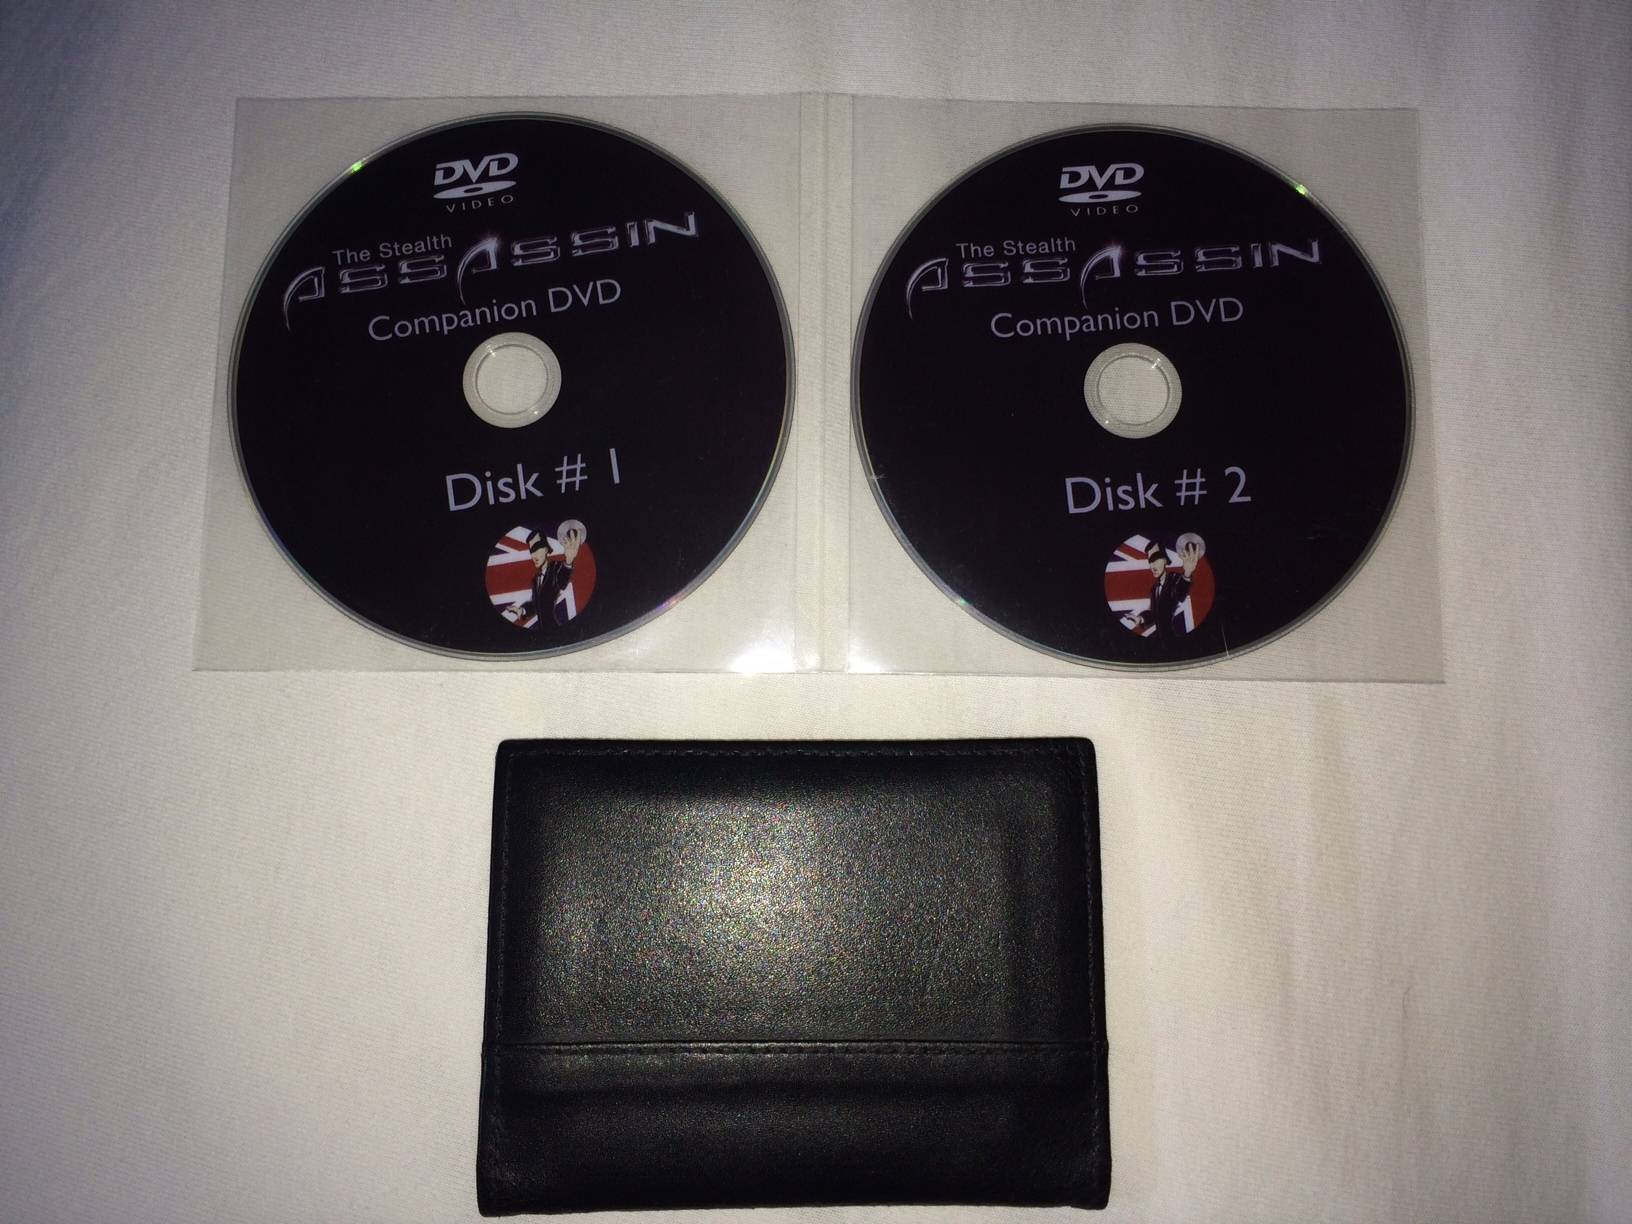 DVD
VIDEO
The Stealth
ASSASSIN
Companion DVD
Disk # 1
DVD
VIDEO
The Stealth
ASSASSIN
Companion DVD
Disk # 2